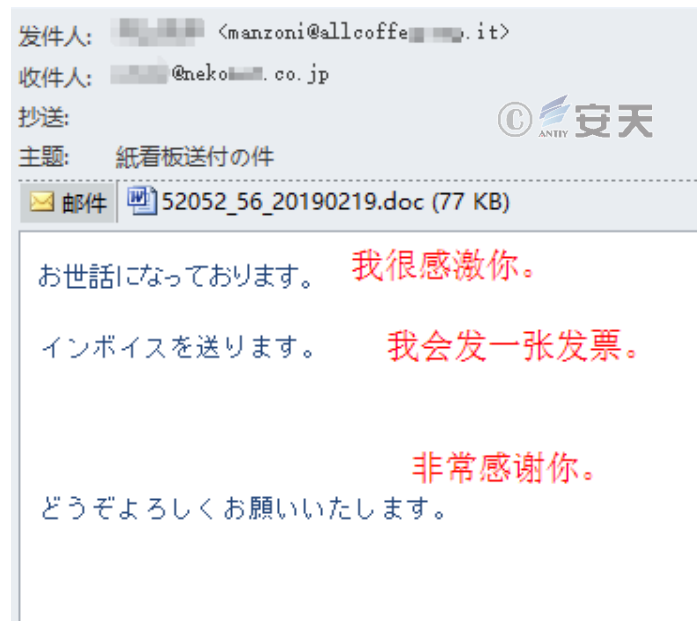 发件人: <manzoni@allcoffe .it>
收件人: @neko .co.jp
抄送:
© ANTIY 安天
主题: 紙看板送付の件
邮件 52052_56_20190219.doc (77 KB)
お世話になっております。 我很感激你。
インボイスを送ります。 我会发一张发票。
非常感谢你。
どうぞよろしくお願いいたします。